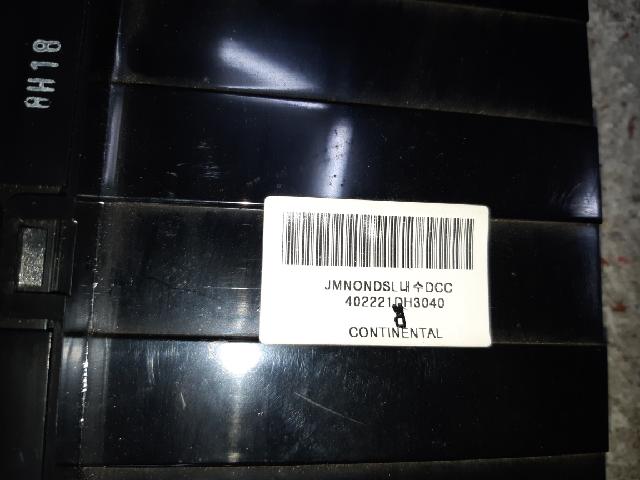 AH18
JMNONDSL내수DCC
402221DH3040
CONTINENTAL